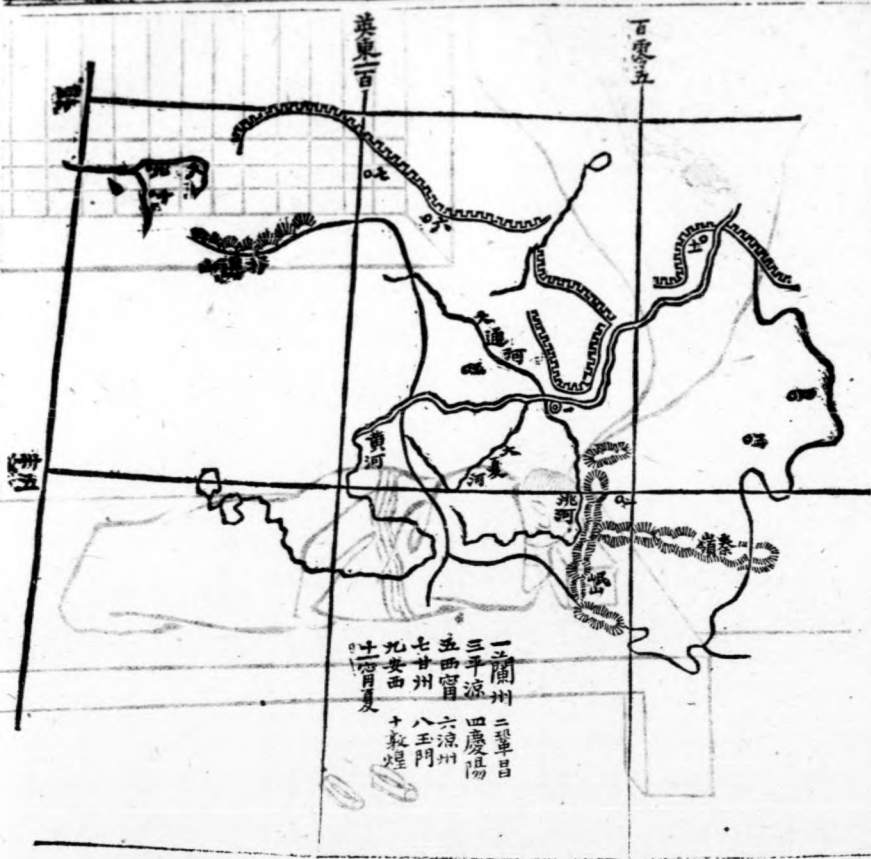 英東一百
百零五
卅五
大通河
黃河
大夏河
洮河
秦嶺
岷山
一蘭州 二鞏昌
三平涼 四慶陽
五西甯 六涼州
七甘州 八玉門
九安西 十敦煌
十一甯夏